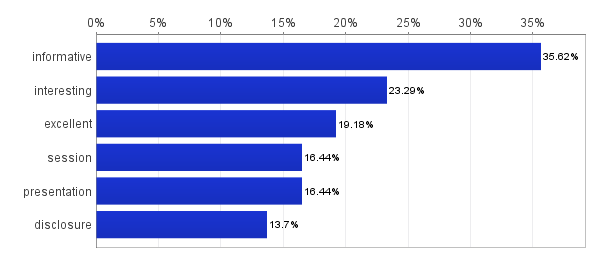 0% 5% 10% 15% 20% 25% 30% 35%
informative 35.62%
interesting 23.29%
excellent 19.18%
session 16.44%
presentation 16.44%
disclosure 13.7%